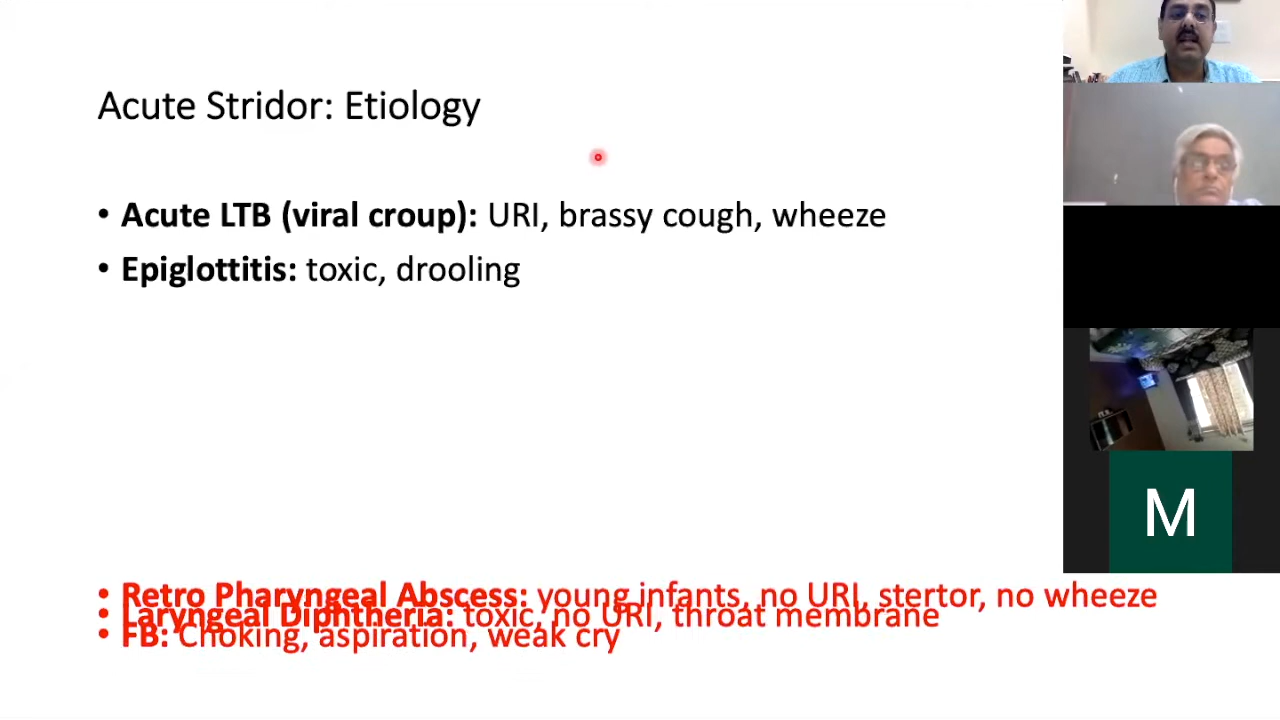 Acute Stridor: Etiology
• Acute LTB (viral croup): URI, brassy cough, wheeze
• Epiglottitis: toxic, drooling
M
• Retro Pharyngeal Abscess: young infants, no URI, stertor, no wheeze
• Laryngeal Diphtheria: toxic, no URI, throat membrane
• FB: Choking, aspiration, weak cry